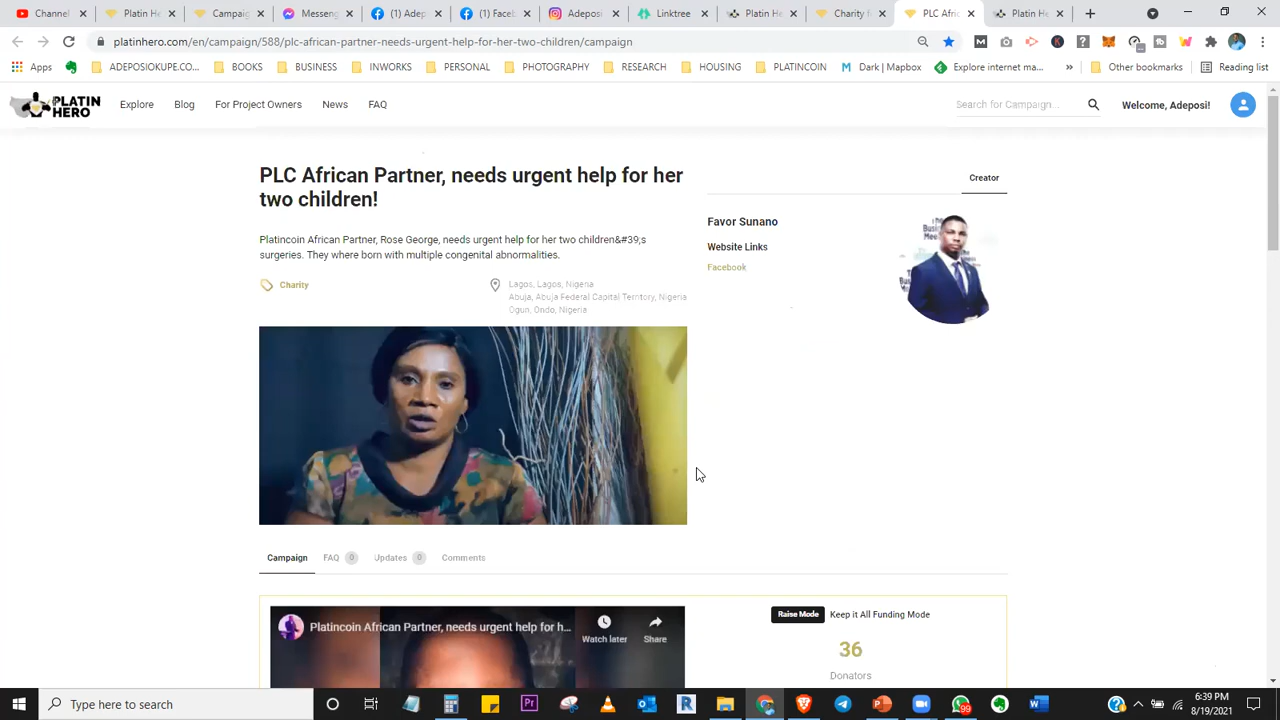 Channel
Platin He
Messeng
(1) Adep
(1) Faceb
Adeposi
Linktree
Platin He
Charity P
PLC Afri
Platin He
platinhero.com/en/campaign/588/plc-african-partner-needs-urgent-help-for-her-two-children/campaign
Apps ADEPOSIOKUPE.CO... BOOKS BUSINESS INWORKS PERSONAL PHOTOGRAPHY RESEARCH HOUSING PLATINCOIN Dark | Mapbox Explore internet ma... » Other bookmarks Reading list
PLATIN HERO
Explore Blog For Project Owners News FAQ Search for Campaign... Welcome, Adeposi!
PLC African Partner, needs urgent help for her
two children!
Platincoin African Partner, Rose George, needs urgent help for her two children&#39;s
surgeries. They where born with multiple congenital abnormalities.
Charity
Lagos, Lagos, Nigeria
Abuja, Abuja Federal Capital Territory, Nigeria
Ogun, Ondo, Nigeria
Creator
Favor Sunano
Website Links
Facebook
Campaign FAQ 0 Updates 0 Comments
Platincoin African Partner, needs urgent help for h...
Watch later Share
Raise Mode Keep it All Funding Mode
36
Donators
Type here to search
99
6:39 PM
8/19/2021